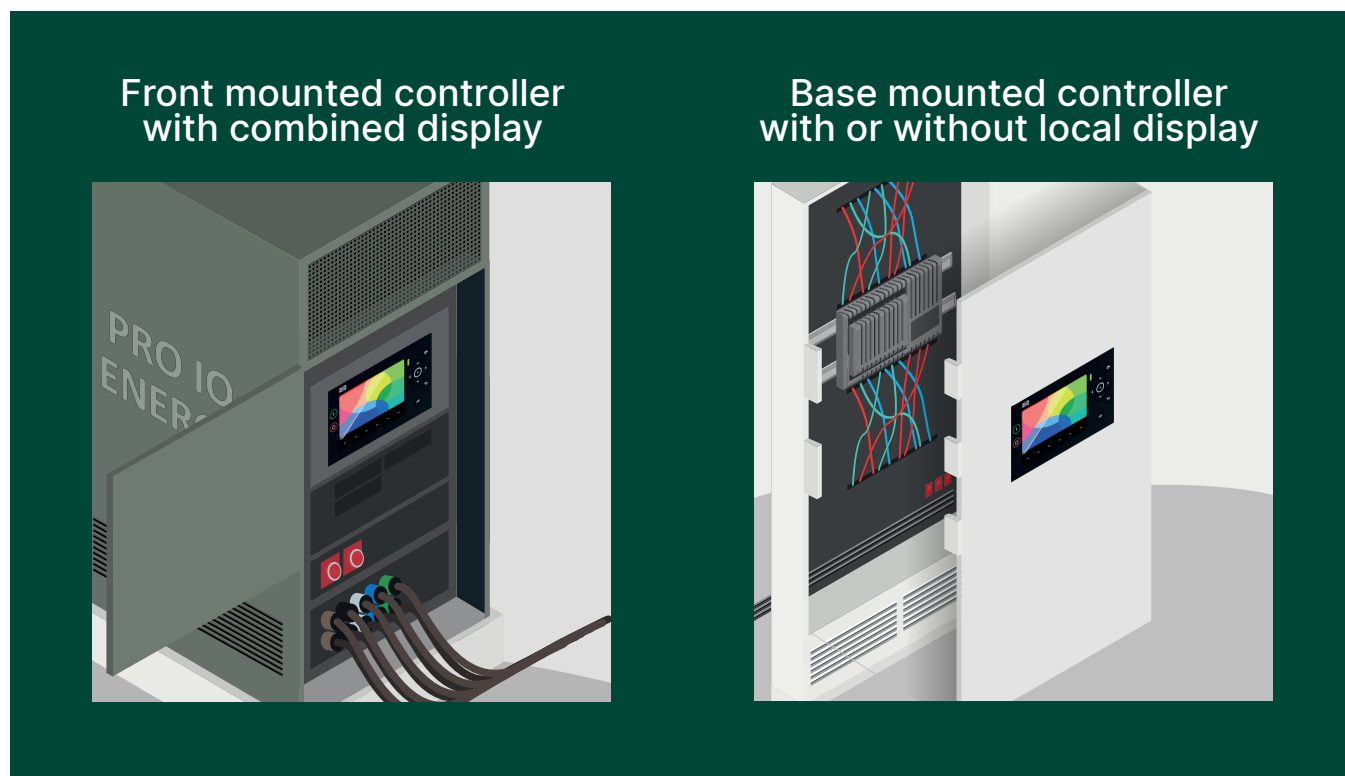 Front mounted controller
with combined display
Base mounted controller
with or without local display
PRO IO